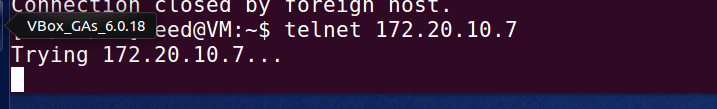 Connection closed by foreign host.
VBox_GAs_6.0.18
eed@VM:~$ telnet 172.20.10.7
Trying 172.20.10.7...